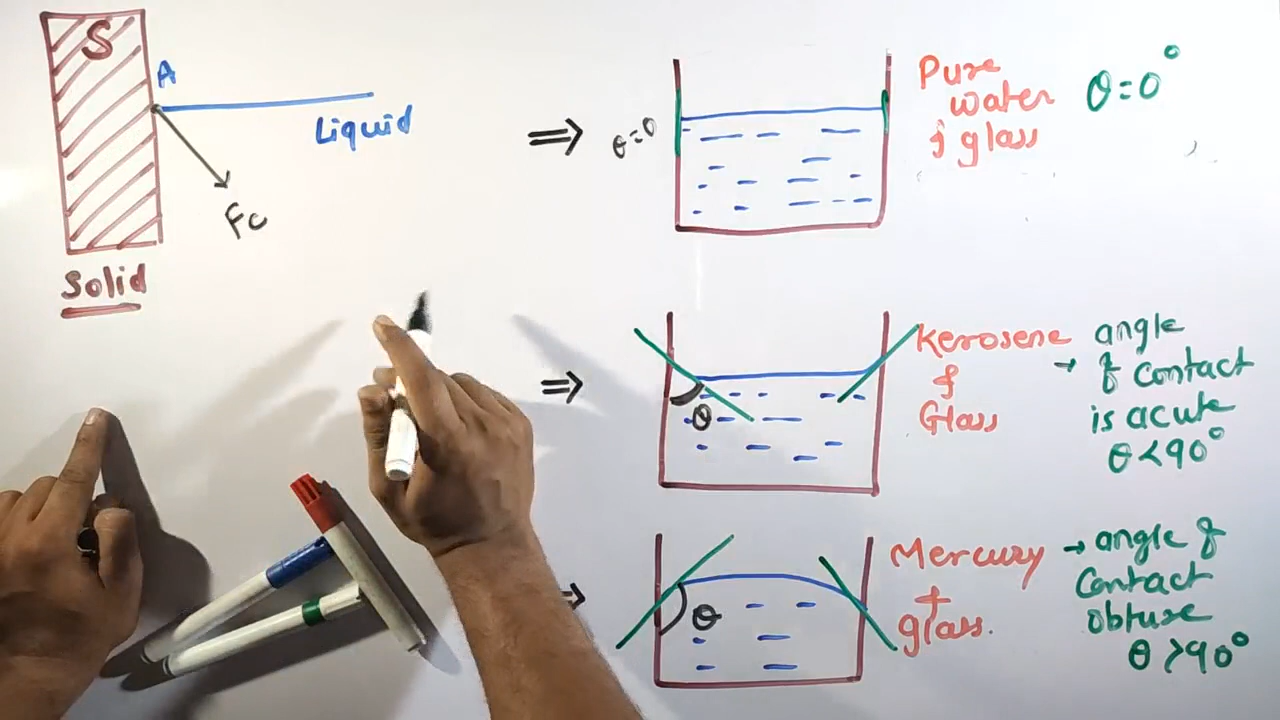 S
A
Liquid
Fc
Solid
θ=0
Pure
water
& glass
θ=0°
Kerosene
&
Glass
→ angle
of contact
is acute
θ<90°
θ
Mercury
+
glass.
→ angle of
contact
obtuse
θ>90°
θ